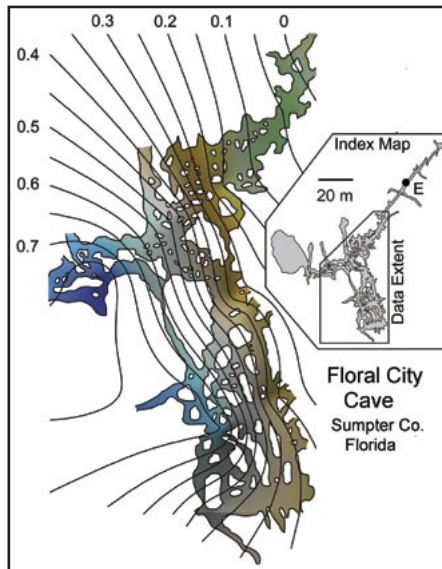 0.3 0.2 0.1 0
0.4
0.5
0.6
0.7
Index Map
20 m
E
Data Extent
Floral City
Cave
Sumpter Co.
Florida